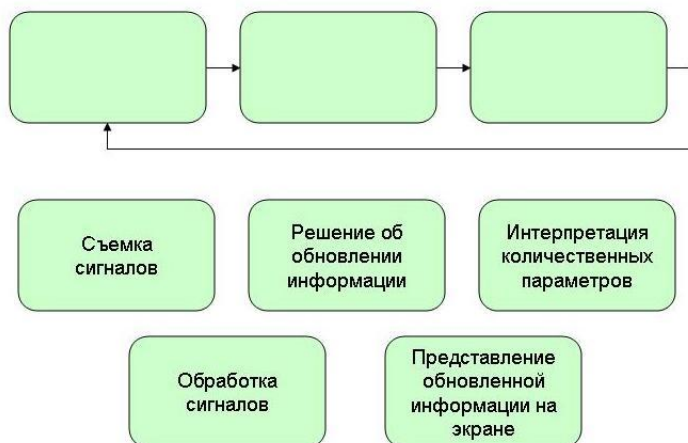 Съемка
сигналов
Решение об
обновлении
информации
Интерпретация
количественных
параметров
Обработка
сигналов
Представление
обновленной
информации на
экране